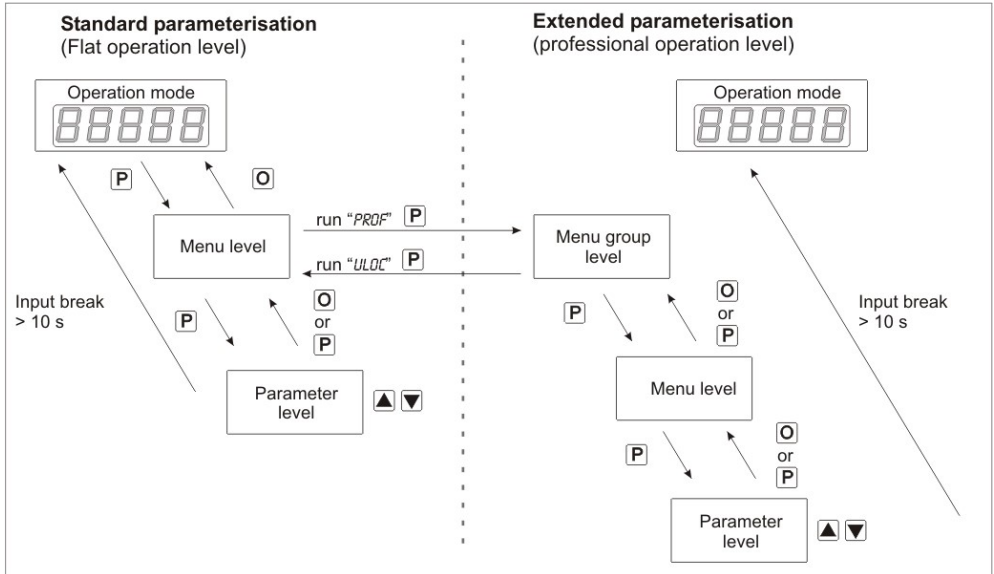 Standard parameterisation
(Flat operation level)
Operation mode
88888
P
O
Menu level
Input break
> 10 s
P
O
or
P
Parameter
level
▲ ▼
run “PROF” P
run “ULOC” P
Extended parameterisation
(professional operation level)
Operation mode
88888
Menu group
level
P
O
or
P
Input break
> 10 s
Menu level
P
O
or
P
Parameter
level
▲ ▼